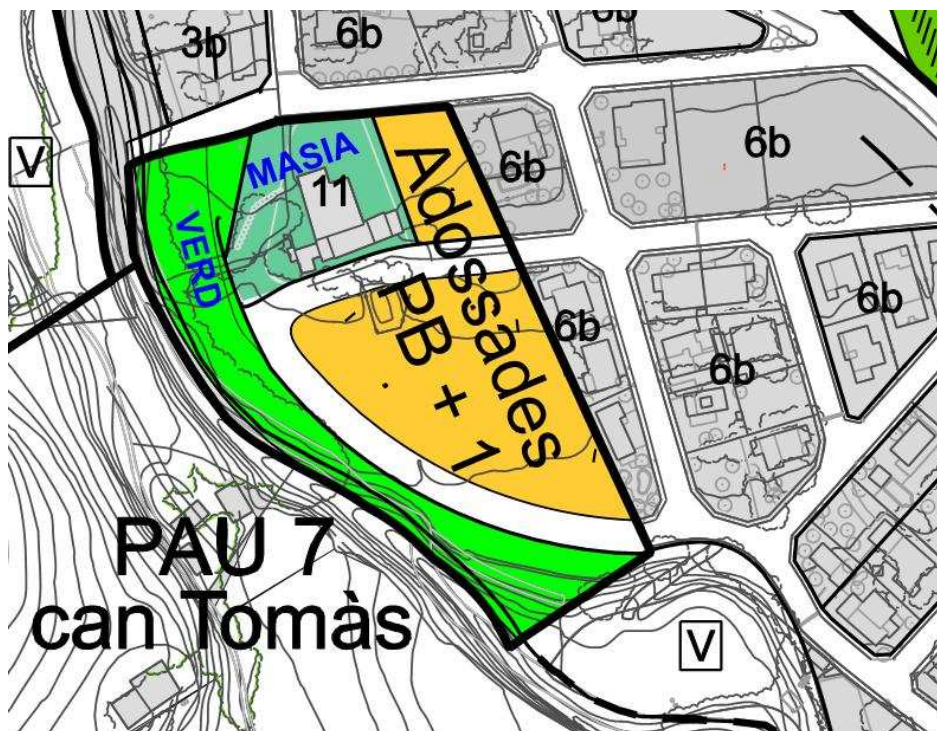 3b
6b
6b
V
MASIA
11
6b
6b
VERD
Adossades
PB + 1
6b
6b
6b
PAU 7
can Tomàs
V